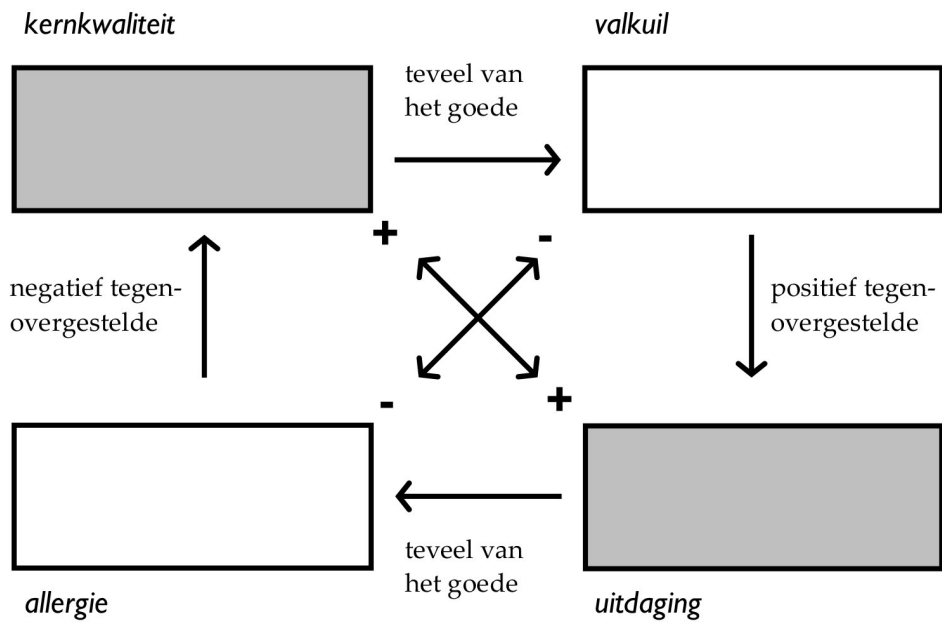 kernkwaliteit
valkuil
teveel van
het goede
+
-
negatief tegen-
overgestelde
positief tegen-
overgestelde
-
+
teveel van
het goede
allergie
uitdaging